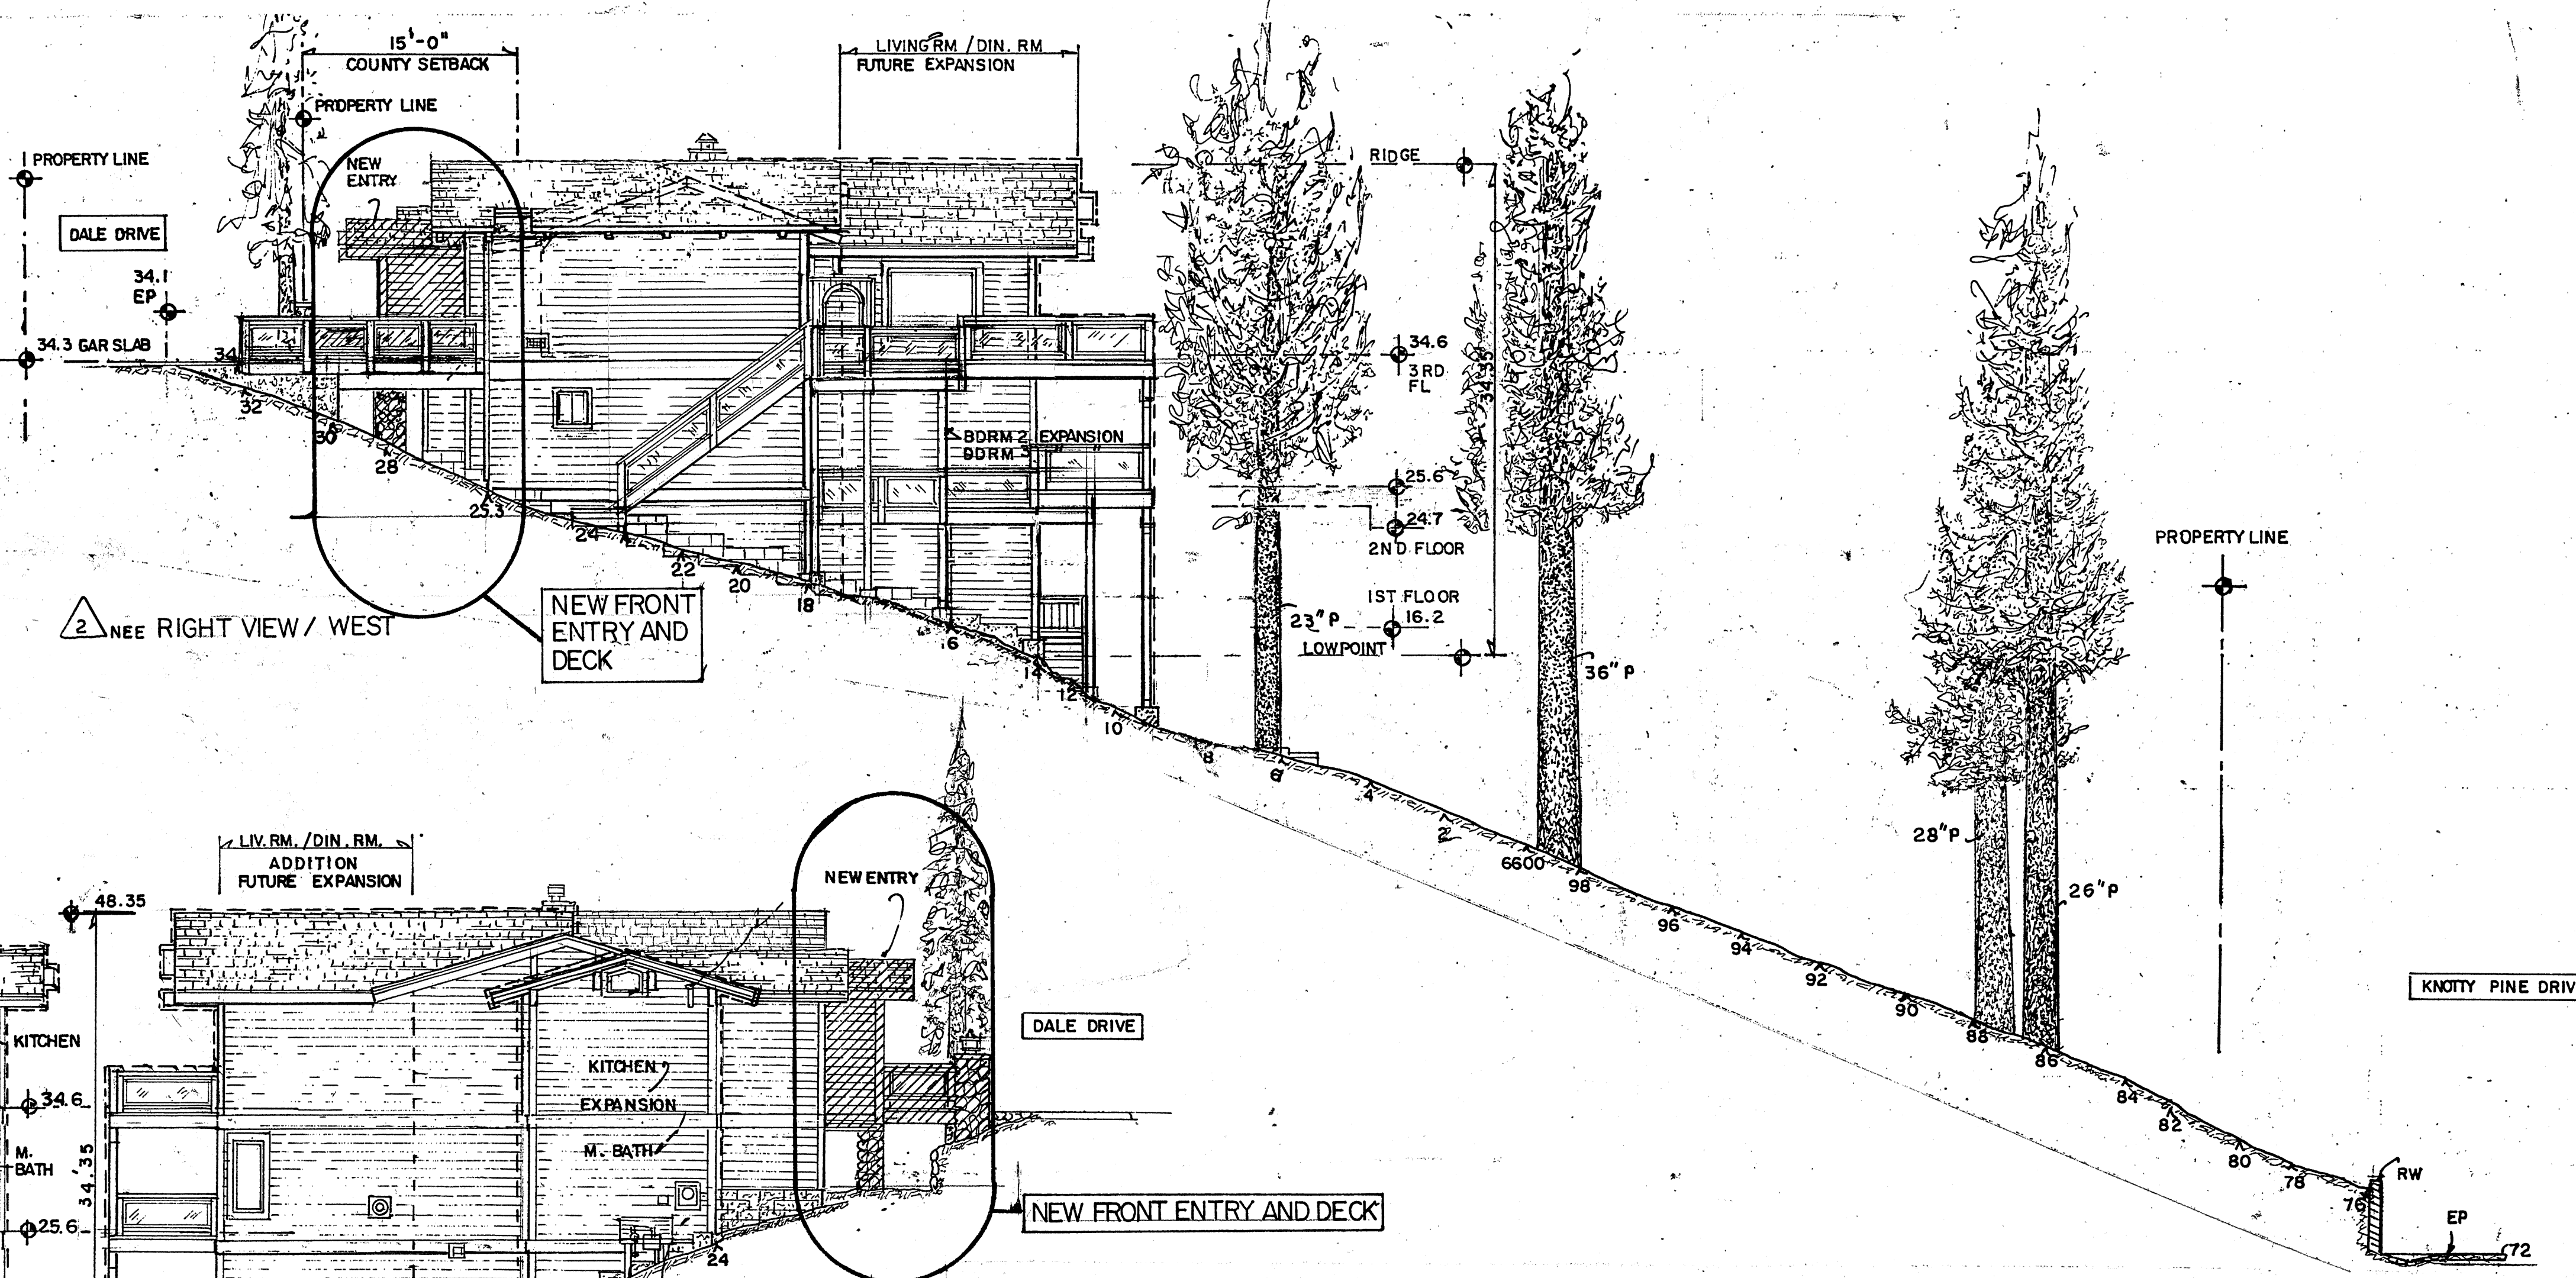 15'-0"
COUNTY SETBACK
LIVING RM / DIN. RM
FUTURE EXPANSION
PROPERTY LINE
PROPERTY LINE
NEW
ENTRY
DALE DRIVE
34.1
EP
34.3 GAR SLAB
34
32
30
28
25.3
24
22
20
18
16
14
12
10
8
6
4
2
6600
98
96
94
92
90
88
86
84
82
80
78
76
RIDGE
34.6
3RD
FL
34.35
BDRM 2 EXPANSION
BDRM 3
25.6
24.7
2ND FLOOR
1ST FLOOR
16.2
LOWPOINT
23"P
36"P
28"P
26"P
PROPERTY LINE
2 NEE RIGHT VIEW / WEST
NEW FRONT
ENTRY AND
DECK
LIV. RM. / DIN. RM.
ADDITION
FUTURE EXPANSION
48.35
NEW ENTRY
KITCHEN
34.6
M.
BATH
34.35
25.6
KITCHEN
EXPANSION
M. BATH
24
DALE DRIVE
NEW FRONT ENTRY AND DECK
KNOTTY PINE DRIV
RW
EP
72